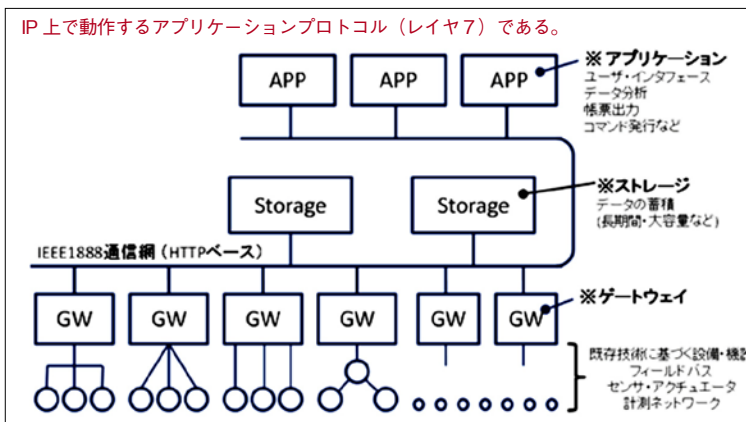 IP 上で動作するアプリケーションプロトコル（レイヤ７）である。
APP
APP
APP
※アプリケーション
ユーザ・インタフェース
データ分析
帳票出力
コマンド発行など
Storage
Storage
※ストレージ
データの蓄積
(長期間・大容量など)
IEEE1888通信網（HTTPベース）
GW
GW
GW
GW
GW
GW
※ゲートウェイ
既存技術に基づく設備・機器
フィールドバス
センサ・アクチュエータ
計測ネットワーク